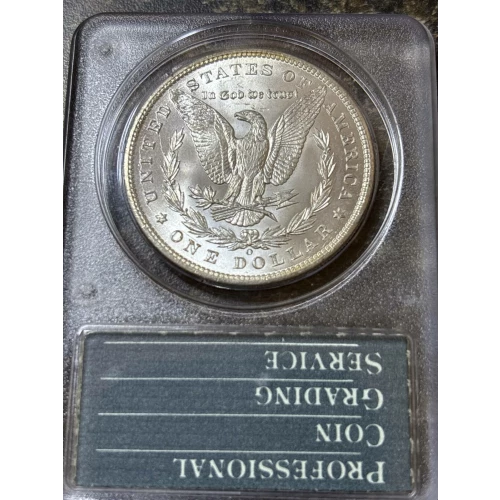 UNITED STATES OF AMERICA
In God we trust
O
ONE DOLLAR
PROFESSIONAL
COIN
GRADING
SERVICE